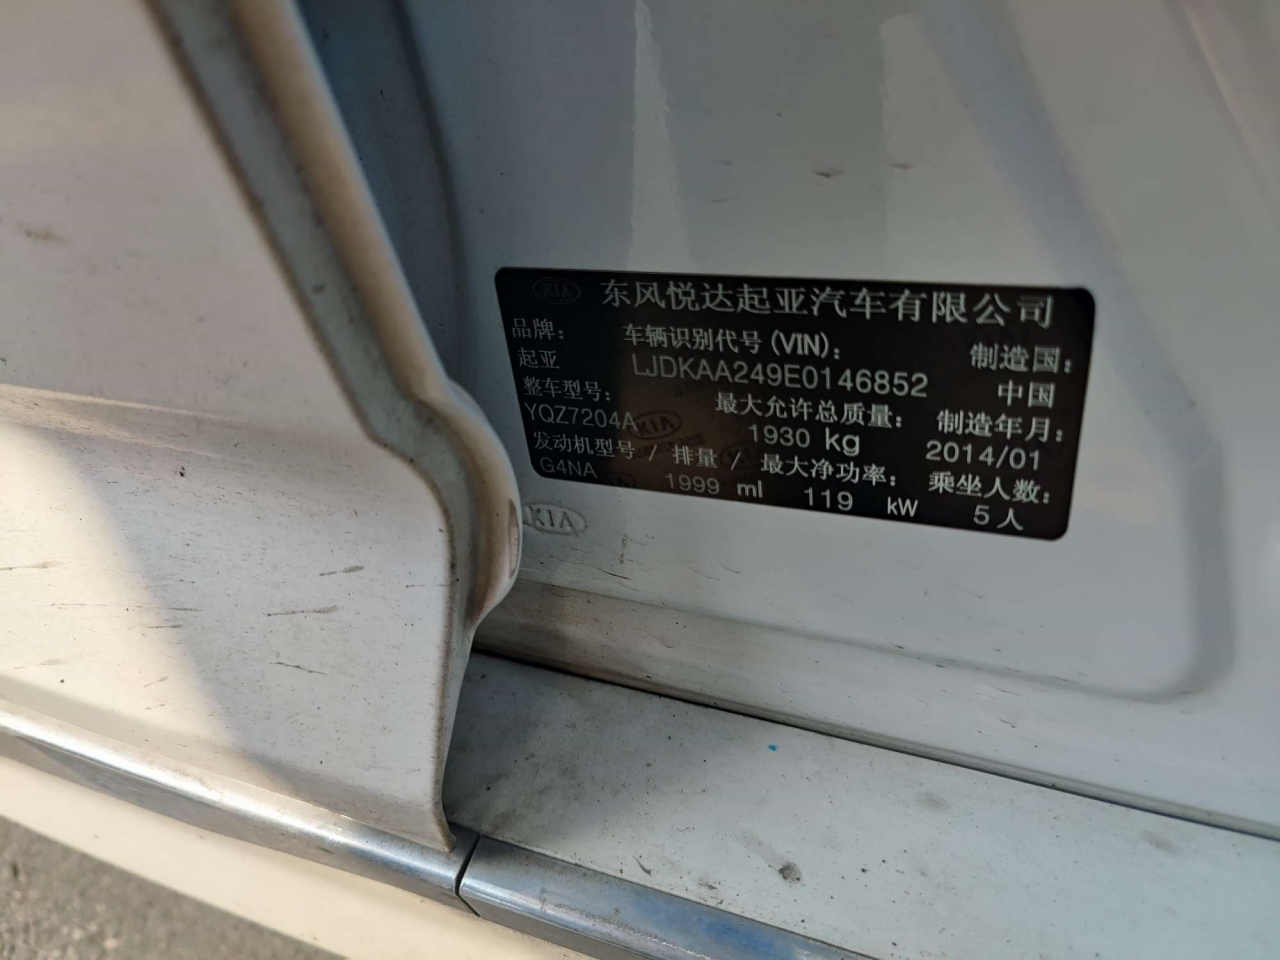 KIA 东风悦达起亚汽车有限公司
品牌： 车辆识别代号(VIN)： 制造国：
起亚 LJDKAA249E0146852 中国
整车型号： 最大允许总质量： 制造年月：
YQZ7204A 1930 kg 2014/01
发动机型号 / 排量 / 最大净功率： 乘坐人数：
G4NA 1999 ml 119 kW 5人
KIA
KIA